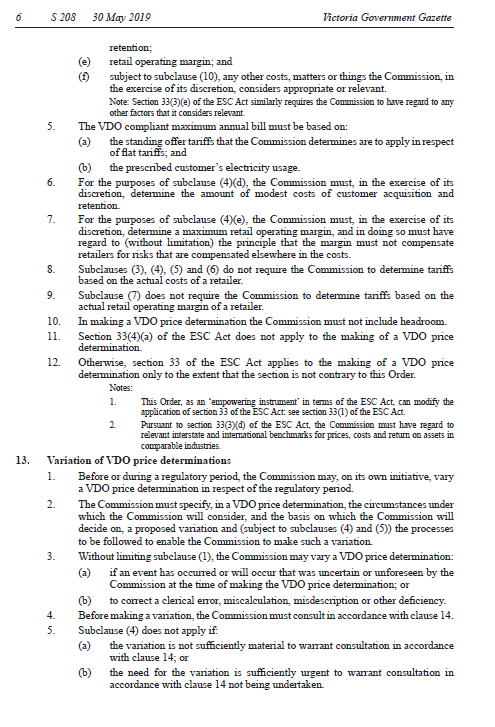 6 S 208 30 May 2019 Victoria Government Gazette
retention;
(e) retail operating margin; and
(f) subject to subclause (10), any other costs, matters or things the Commission, in
the exercise of its discretion, considers appropriate or relevant.
Note: Section 33(3)(e) of the ESC Act similarly requires the Commission to have regard to any
other factors that it considers relevant.
5. The VDO compliant maximum annual bill must be based on:
(a) the standing offer tariffs that the Commission determines are to apply in respect
of flat tariffs; and
(b) the prescribed customer's electricity usage.
6. For the purposes of subclause (4)(d), the Commission must, in the exercise of its
discretion, determine the amount of modest costs of customer acquisition and
retention.
7. For the purposes of subclause (4)(e), the Commission must, in the exercise of its
discretion, determine a maximum retail operating margin, and in doing so must have
regard to (without limitation) the principle that the margin must not compensate
retailers for risks that are compensated elsewhere in the costs.
8. Subclauses (3), (4), (5) and (6) do not require the Commission to determine tariffs
based on the actual costs of a retailer.
9. Subclause (7) does not require the Commission to determine tariffs based on the
actual retail operating margin of a retailer.
10. In making a VDO price determination the Commission must not include headroom.
11. Section 33(4)(a) of the ESC Act does not apply to the making of a VDO price
determination.
12. Otherwise, section 33 of the ESC Act applies to the making of a VDO price
determination only to the extent that the section is not contrary to this Order.
Notes:
1. This Order, as an 'empowering instrument' in terms of the ESC Act, can modify the
application of section 33 of the ESC Act: see section 33(1) of the ESC Act.
2. Pursuant to section 33(3)(d) of the ESC Act, the Commission must have regard to
relevant interstate and international benchmarks for prices, costs and return on assets in
comparable industries.
13. Variation of VDO price determinations
1. Before or during a regulatory period, the Commission may, on its own initiative, vary
a VDO price determination in respect of the regulatory period.
2. The Commission must specify, in a VDO price determination, the circumstances under
which the Commission will consider, and the basis on which the Commission will
decide on, a proposed variation and (subject to subclauses (4) and (5)) the processes
to be followed to enable the Commission to make such a variation.
3. Without limiting subclause (1), the Commission may vary a VDO price determination:
(a) if an event has occurred or will occur that was uncertain or unforeseen by the
Commission at the time of making the VDO price determination; or
(b) to correct a clerical error, miscalculation, misdescription or other deficiency.
4. Before making a variation, the Commission must consult in accordance with clause 14.
5. Subclause (4) does not apply if:
(a) the variation is not sufficiently material to warrant consultation in accordance
with clause 14; or
(b) the need for the variation is sufficiently urgent to warrant consultation in
accordance with clause 14 not being undertaken.